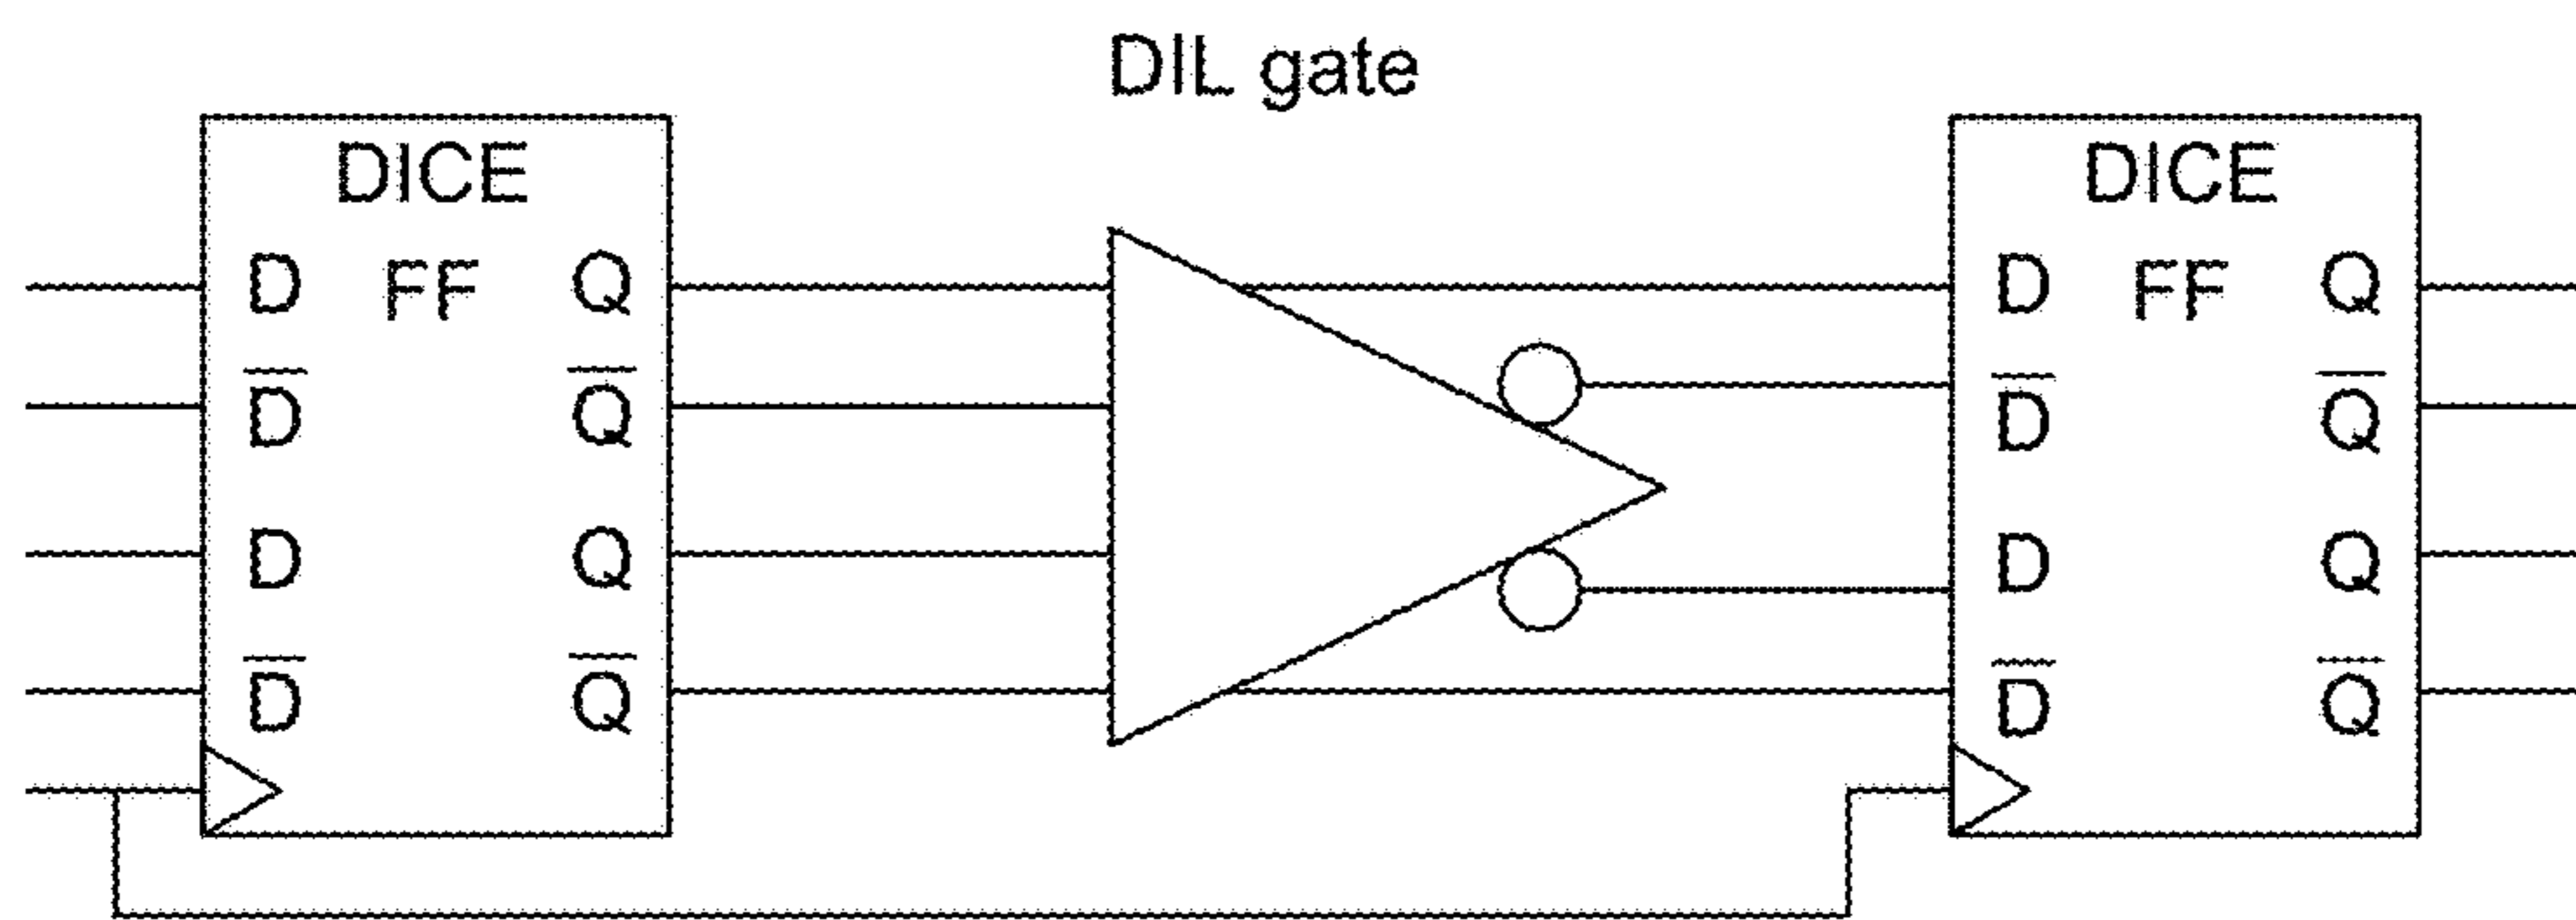 DIL gate
DICE
D FF Q
D̅ Q̅
D Q
D̅ Q̅
DICE
D FF Q
D̅ Q̅
D Q
D̅ Q̅